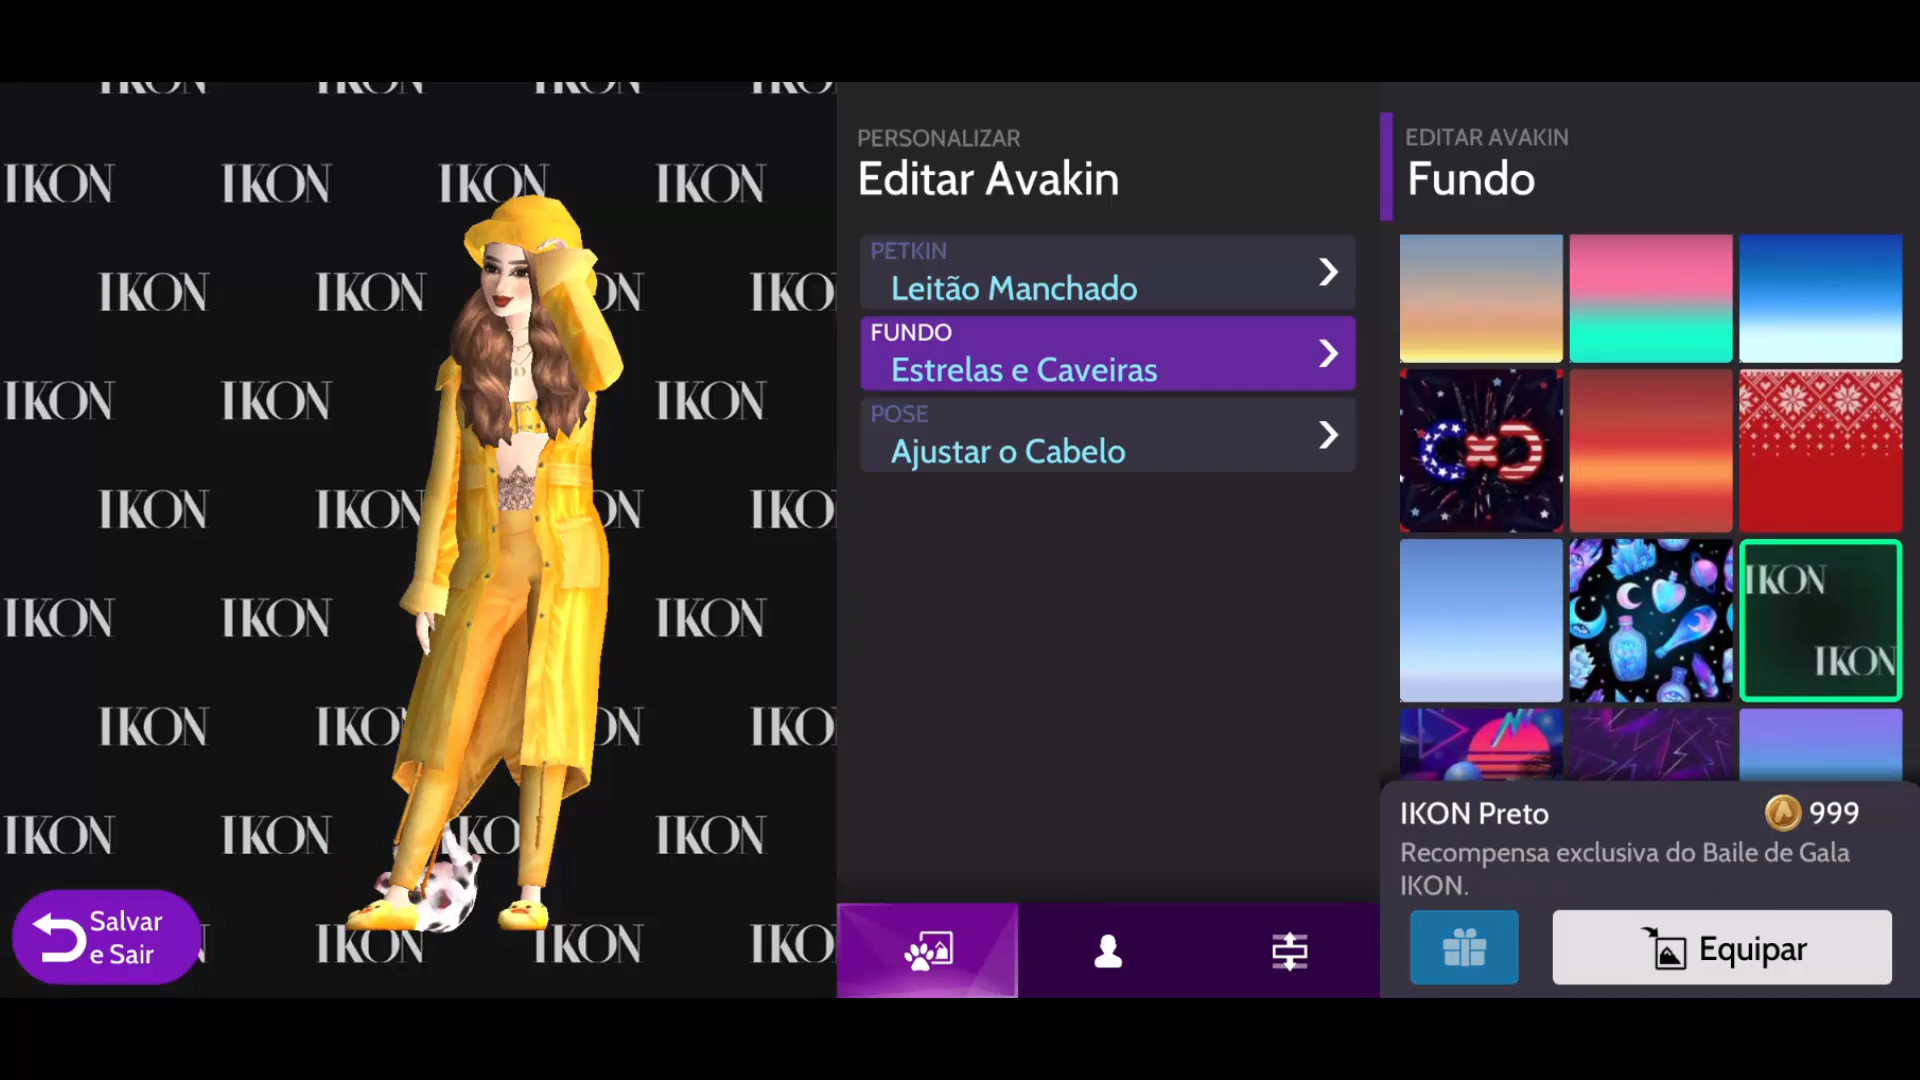 IKON IKON IKON IKON
IKON IKON IKON
IKON IKON IKON
IKON IKON
IKON IKON IKON
IKON IKON
IKON IKON IKON
PERSONALIZAR
Editar Avakin
PETKIN
Leitão Manchado
FUNDO
Estrelas e Caveiras
POSE
Ajustar o Cabelo
EDITAR AVAKIN
Fundo
IKON
IKON
IKON Preto
999
Recompensa exclusiva do Baile de Gala
IKON.
Equipar
Salvar
e Sair
IKON IKON